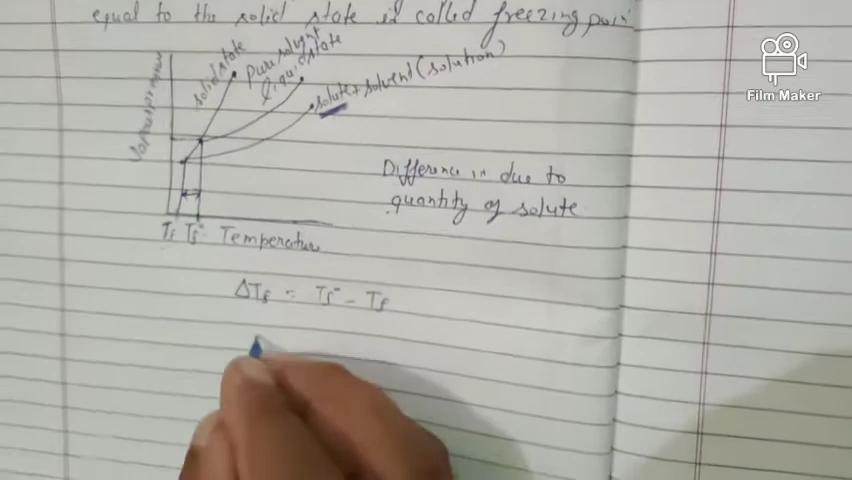 equal to the solid state is called freezing poin
solid state
pure solvent
liquid state
solute + solvent (solution)
Vapour pressure
Difference is due to
quantity of solute
Tf Tf° Temperature
ΔTf = Tf° - Tf
Film Maker